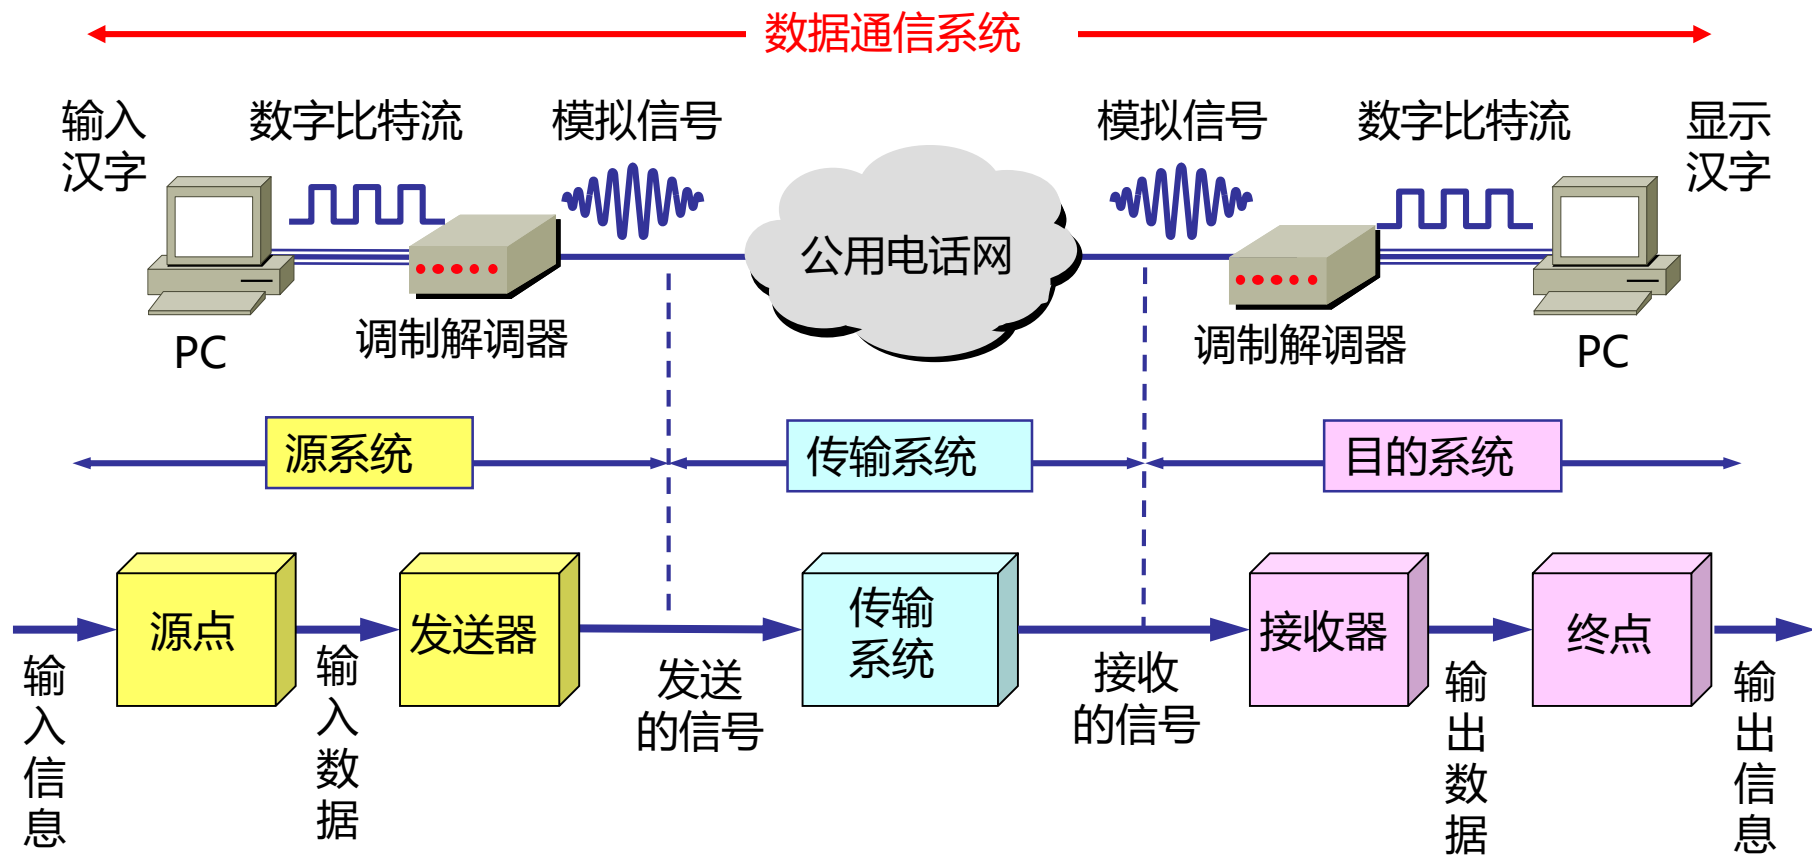 数据通信系统
输入
汉字
数字比特流
模拟信号
模拟信号
数字比特流
显示
汉字
公用电话网
PC
调制解调器
调制解调器
PC
源系统
传输系统
目的系统
源点
发送器
传输
系统
接收器
终点
输入信息
输入数据
发送
的信号
接收
的信号
输出数据
输出信息